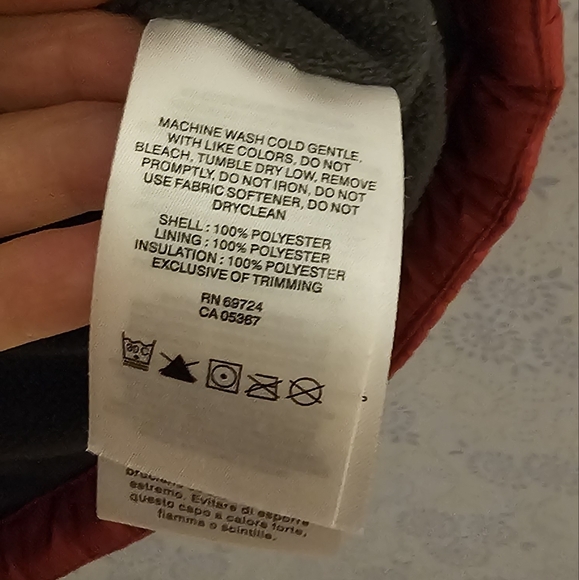 MACHINE WASH COLD GENTLE,
WITH LIKE COLORS, DO NOT
BLEACH, TUMBLE DRY LOW, REMOVE
PROMPTLY, DO NOT IRON, DO NOT
USE FABRIC SOFTENER, DO NOT
DRYCLEAN
SHELL : 100% POLYESTER
LINING : 100% POLYESTER
INSULATION : 100% POLYESTER
EXCLUSIVE OF TRIMMING
RN 69724
CA 05367
estremo. Evitare di esporre
questo capo a calore forte,
fiamma o scintille.